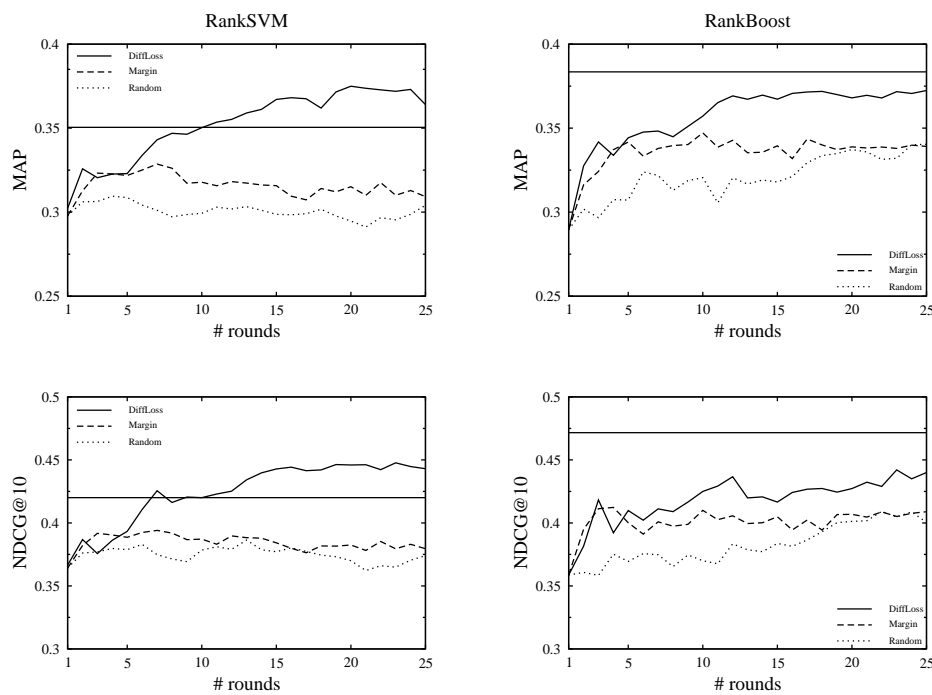 RankSVM
0.4
DiffLoss
Margin
Random
0.35
MAP
0.3
0.25
1 5 10 15 20 25
# rounds
RankBoost
0.4
0.35
MAP
0.3
DiffLoss
Margin
Random
0.25
1 5 10 15 20 25
# rounds
0.5
DiffLoss
Margin
Random
0.45
NDCG@10
0.4
0.35
0.3
1 5 10 15 20 25
# rounds
0.5
0.45
NDCG@10
0.4
0.35
DiffLoss
Margin
Random
0.3
1 5 10 15 20 25
# rounds